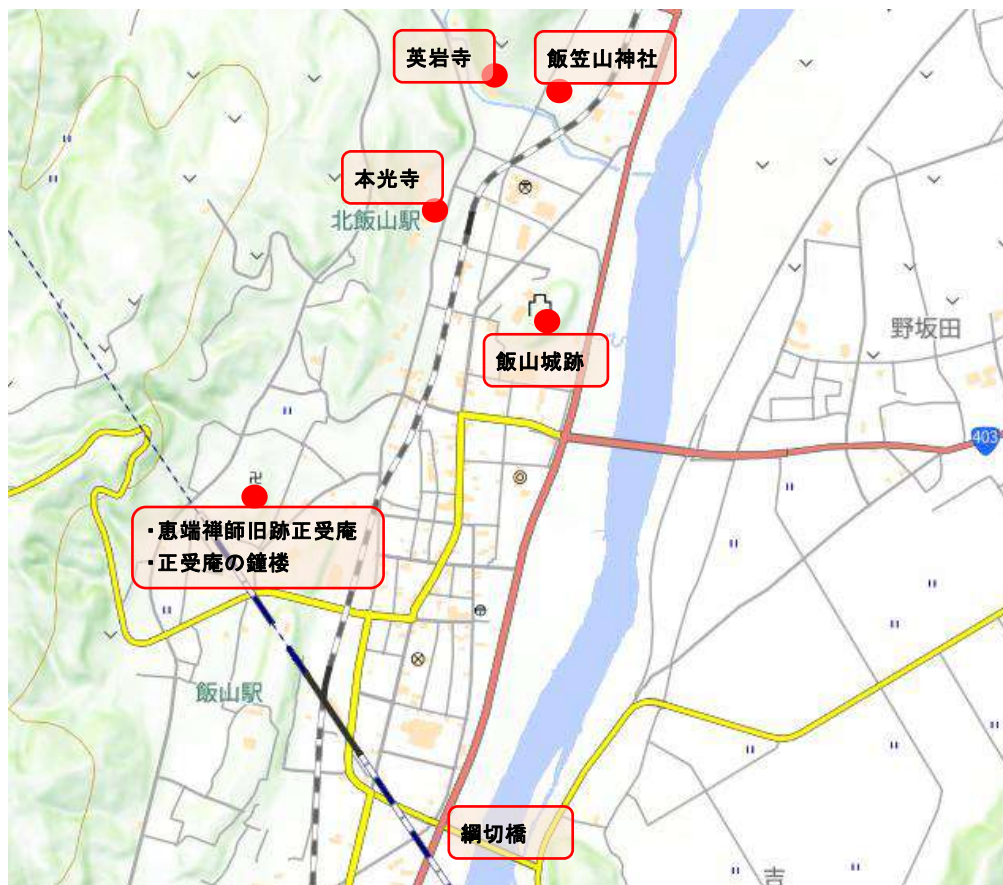 英岩寺
飯笠山神社
本光寺
北飯山駅
飯山城跡
野坂田
403
・恵端禅師旧跡正受庵
・正受庵の鐘楼
飯山駅
綱切橋
吉